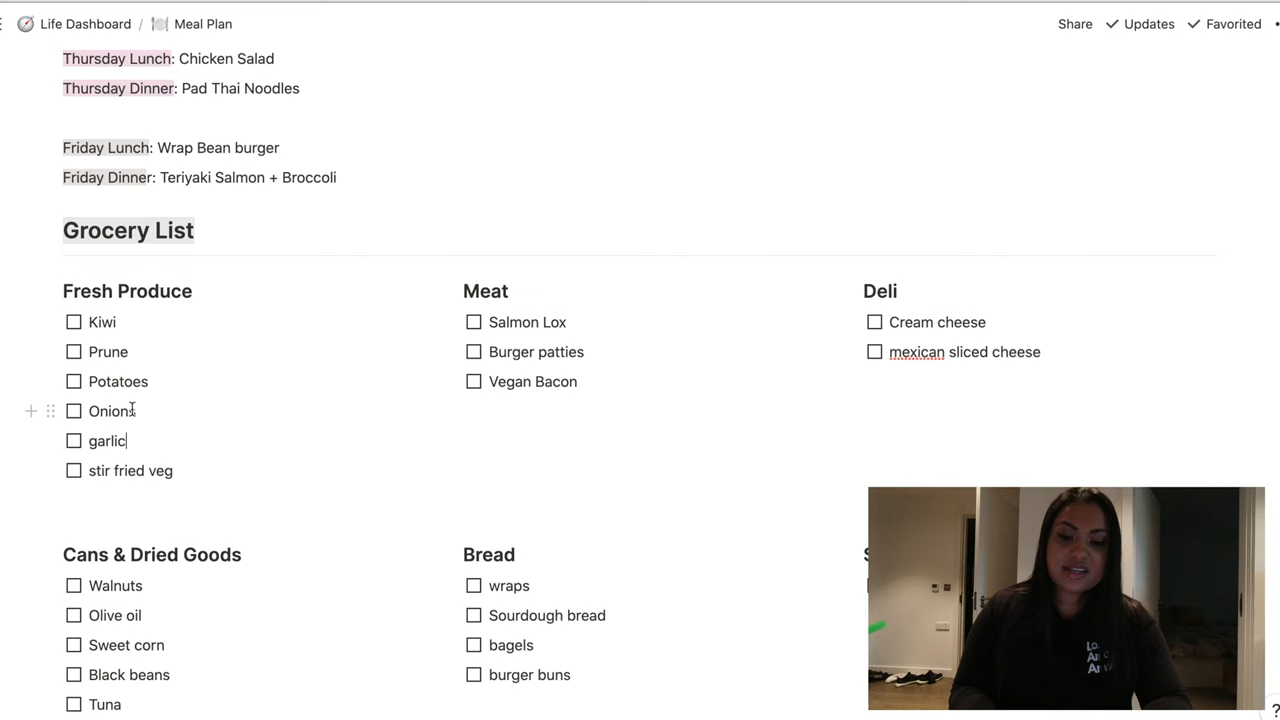 Life Dashboard / Meal Plan
Share Updates Favorited
Thursday Lunch: Chicken Salad
Thursday Dinner: Pad Thai Noodles
Friday Lunch: Wrap Bean burger
Friday Dinner: Teriyaki Salmon + Broccoli
Grocery List
Fresh Produce
Kiwi
Prune
Potatoes
Onions
garlic
stir fried veg
Meat
Salmon Lox
Burger patties
Vegan Bacon
Deli
Cream cheese
mexican sliced cheese
Cans & Dried Goods
Walnuts
Olive oil
Sweet corn
Black beans
Tuna
Bread
wraps
Sourdough bread
bagels
burger buns
?